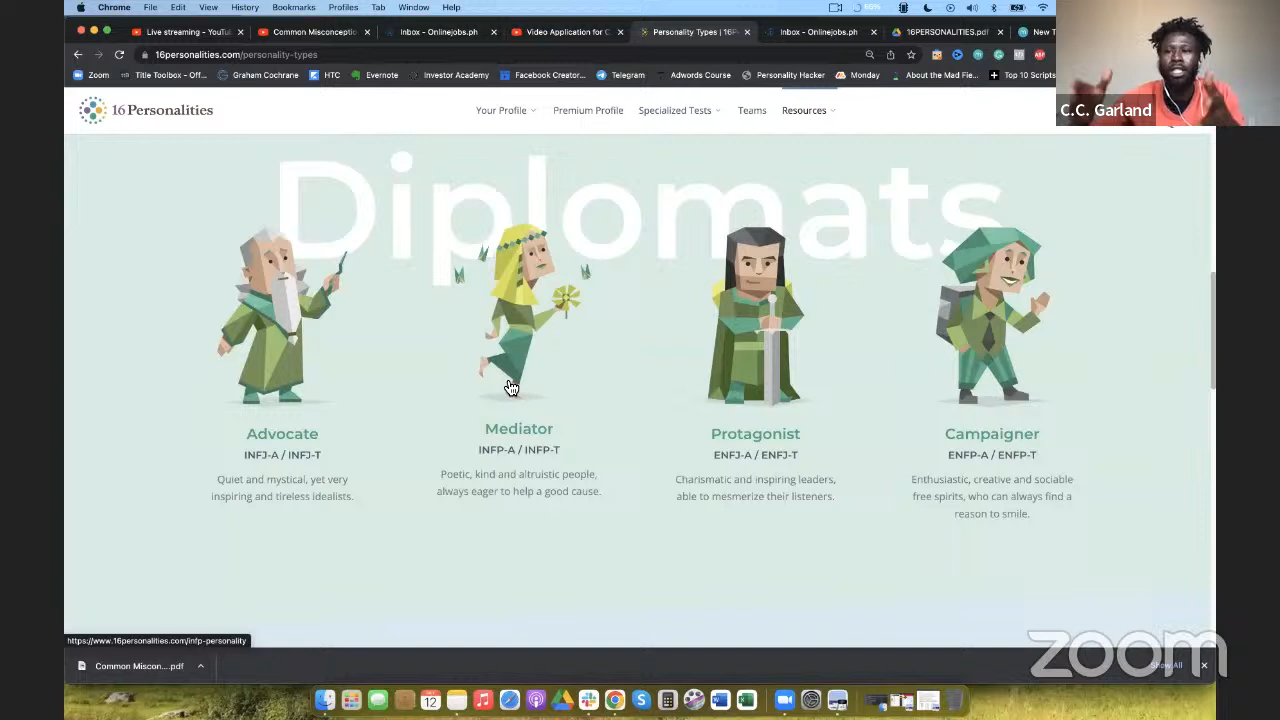 Chrome File Edit View History Bookmarks Profiles Tab Window Help
Live streaming - YouTu Common Misconceptio Inbox - Onlinejobs.ph Video Application for C Personality Types | 16P Inbox - Onlinejobs.ph 16PERSONALITIES.pdf New T
16personalities.com/personality-types
Zoom Title Toolbox - Off... Graham Cochrane HTC Evernote Investor Academy Facebook Creator... Telegram Adwords Course Personality Hacker Monday About the Mad Fie... Top 10 Scripts
C.C. Garland
16Personalities
Your Profile Premium Profile Specialized Tests Teams Resources
Diplomats
Advocate
INFJ-A / INFJ-T
Quiet and mystical, yet very
inspiring and tireless idealists.
Mediator
INFP-A / INFP-T
Poetic, kind and altruistic people,
always eager to help a good cause.
Protagonist
ENFJ-A / ENFJ-T
Charismatic and inspiring leaders,
able to mesmerize their listeners.
Campaigner
ENFP-A / ENFP-T
Enthusiastic, creative and sociable
free spirits, who can always find a
reason to smile.
https://www.16personalities.com/infp-personality
Common Miscon....pdf
Show All
zoom
12